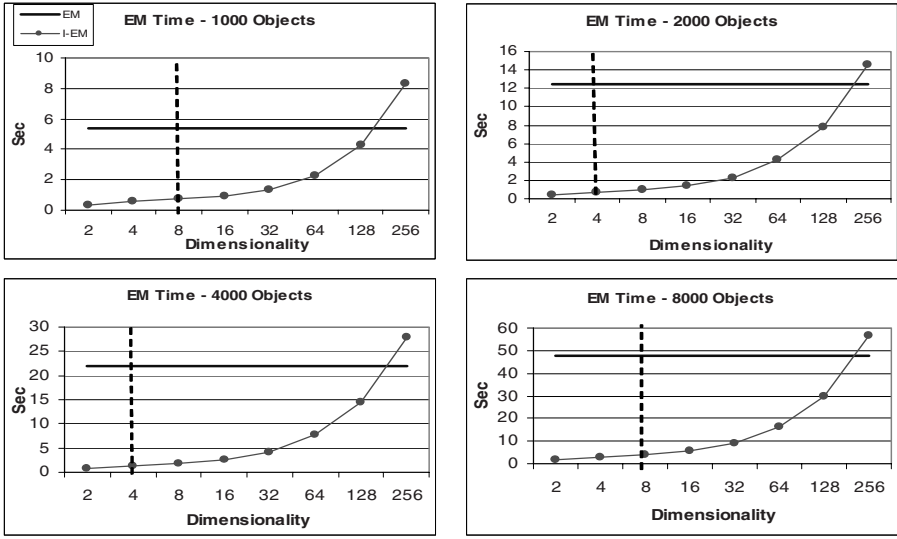 EM
I-EM
EM Time - 1000 Objects
10
8
6
4
2
0
Sec
2 4 8 16 32 64 128 256
Dimensionality
EM Time - 2000 Objects
16
14
12
10
8
6
4
2
0
Sec
2 4 8 16 32 64 128 256
Dimensionality
EM Time - 4000 Objects
30
25
20
15
10
5
0
Sec
2 4 8 16 32 64 128 256
Dimensionality
EM Time - 8000 Objects
60
50
40
30
20
10
0
Sec
2 4 8 16 32 64 128 256
Dimensionality